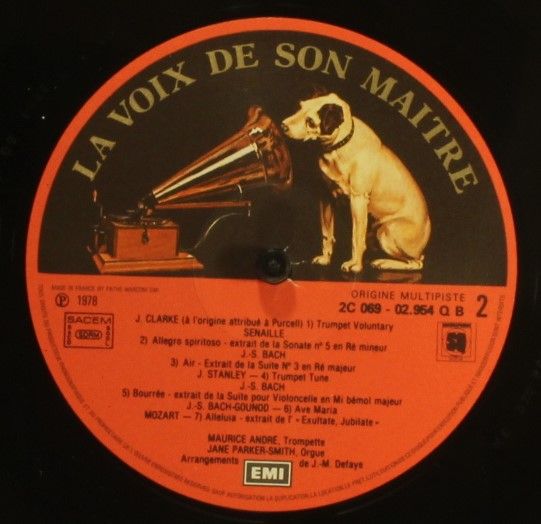 LA VOIX DE SON MAITRE
MADE IN FRANCE BY PATHE MARCONI EMI
℗ 1978
ORIGINE MULTIPISTE
2C 069 - 02.954 Q B 2
SACEM
SDRM
SQ
J. CLARKE (à l'origine attribué à Purcell) 1) Trumpet Voluntary
SENAILLE
2) Allegro spiritoso - extrait de la Sonate n° 5 en Ré mineur
J.-S. BACH
3) Air - Extrait de la Suite N° 3 en Ré majeur
J. STANLEY — 4) Trumpet Tune
J.-S. BACH
5) Bourrée - extrait de la Suite pour Violoncelle en Mi bémol majeur
J.-S. BACH-GOUNOD — 6) Ave Maria
MOZART — 7) Alleluia - extrait de l' « Exultate, Jubilate »
MAURICE ANDRÉ, Trompette
JANE PARKER-SMITH, Orgue
Arrangements de J.-M. Defaye
EMI